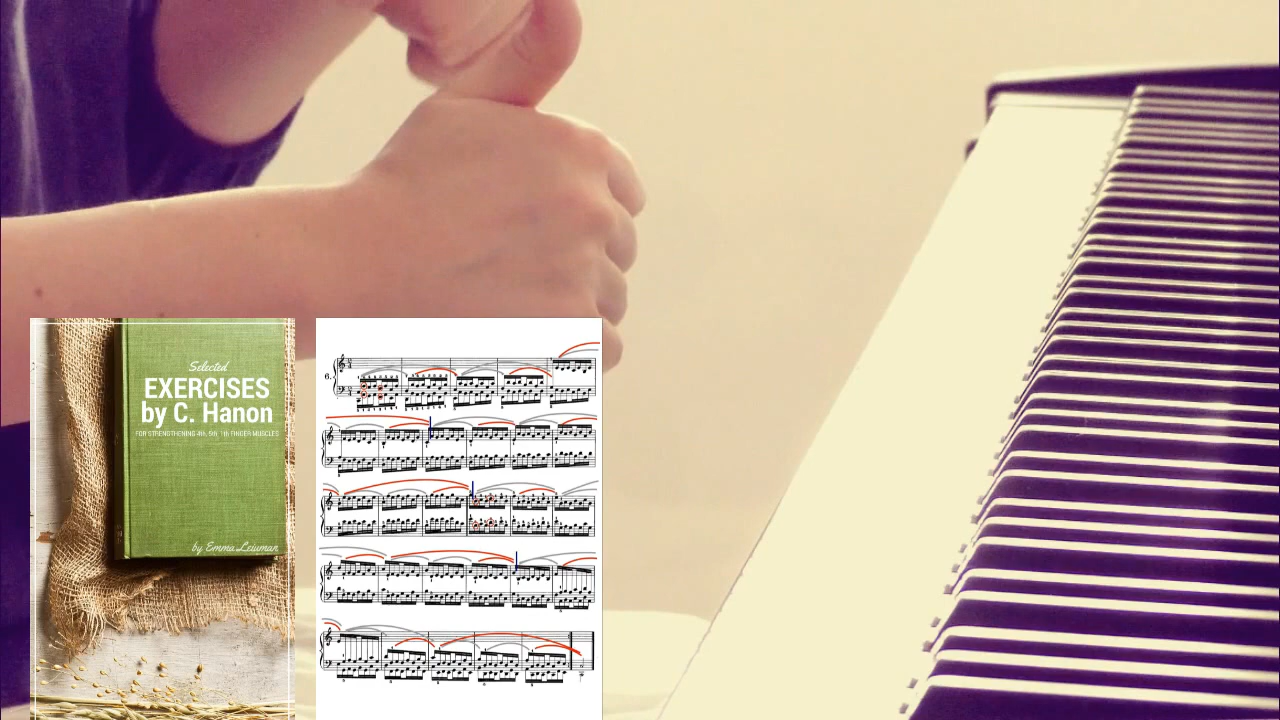 Selected
EXERCISES
by C. Hanon
FOR STRENGTHENING 4th, 5th, 1th FINGER MUSCLES
by Emma Leiuman
6.